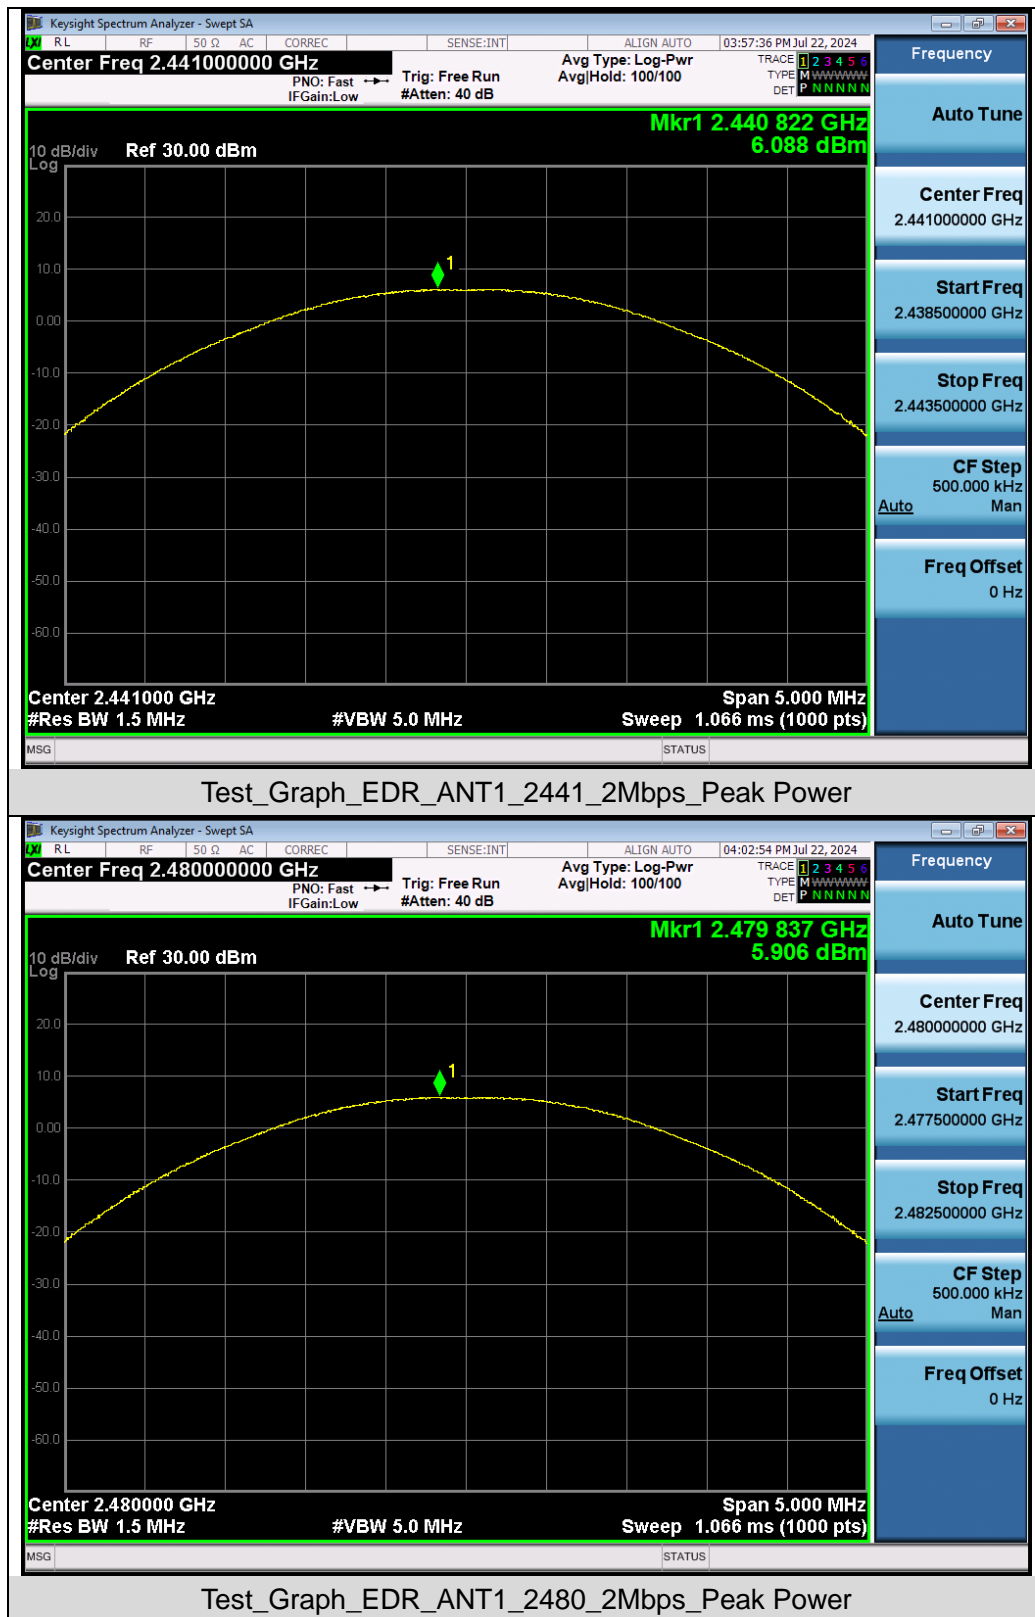 Keysight Spectrum Analyzer - Swept SA
LXI RL RF 50 Ω AC CORREC SENSE:INT ALIGN AUTO 03:57:36 PM Jul 22, 2024
Center Freq 2.441000000 GHz
PNO: Fast
IFGain:Low
Trig: Free Run
#Atten: 40 dB
Avg Type: Log-Pwr
Avg|Hold: 100/100
TRACE 1 2 3 4 5 6
TYPE M WWWWW
DET P N N N N N
Mkr1 2.440 822 GHz
6.088 dBm
10 dB/div Ref 30.00 dBm
Log
20.0
10.0
0.00
-10.0
-20.0
-30.0
-40.0
-50.0
-60.0
1
Center 2.441000 GHz Span 5.000 MHz
#Res BW 1.5 MHz #VBW 5.0 MHz Sweep 1.066 ms (1000 pts)
MSG STATUS
Frequency
Auto Tune
Center Freq
2.441000000 GHz
Start Freq
2.438500000 GHz
Stop Freq
2.443500000 GHz
CF Step
500.000 kHz
Auto Man
Freq Offset
0 Hz
Test_Graph_EDR_ANT1_2441_2Mbps_Peak Power
Keysight Spectrum Analyzer - Swept SA
LXI RL RF 50 Ω AC CORREC SENSE:INT ALIGN AUTO 04:02:54 PM Jul 22, 2024
Center Freq 2.480000000 GHz
PNO: Fast
IFGain:Low
Trig: Free Run
#Atten: 40 dB
Avg Type: Log-Pwr
Avg|Hold: 100/100
TRACE 1 2 3 4 5 6
TYPE M WWWWW
DET P N N N N N
Mkr1 2.479 837 GHz
5.906 dBm
10 dB/div Ref 30.00 dBm
Log
20.0
10.0
0.00
-10.0
-20.0
-30.0
-40.0
-50.0
-60.0
1
Center 2.480000 GHz Span 5.000 MHz
#Res BW 1.5 MHz #VBW 5.0 MHz Sweep 1.066 ms (1000 pts)
MSG STATUS
Frequency
Auto Tune
Center Freq
2.480000000 GHz
Start Freq
2.477500000 GHz
Stop Freq
2.482500000 GHz
CF Step
500.000 kHz
Auto Man
Freq Offset
0 Hz
Test_Graph_EDR_ANT1_2480_2Mbps_Peak Power